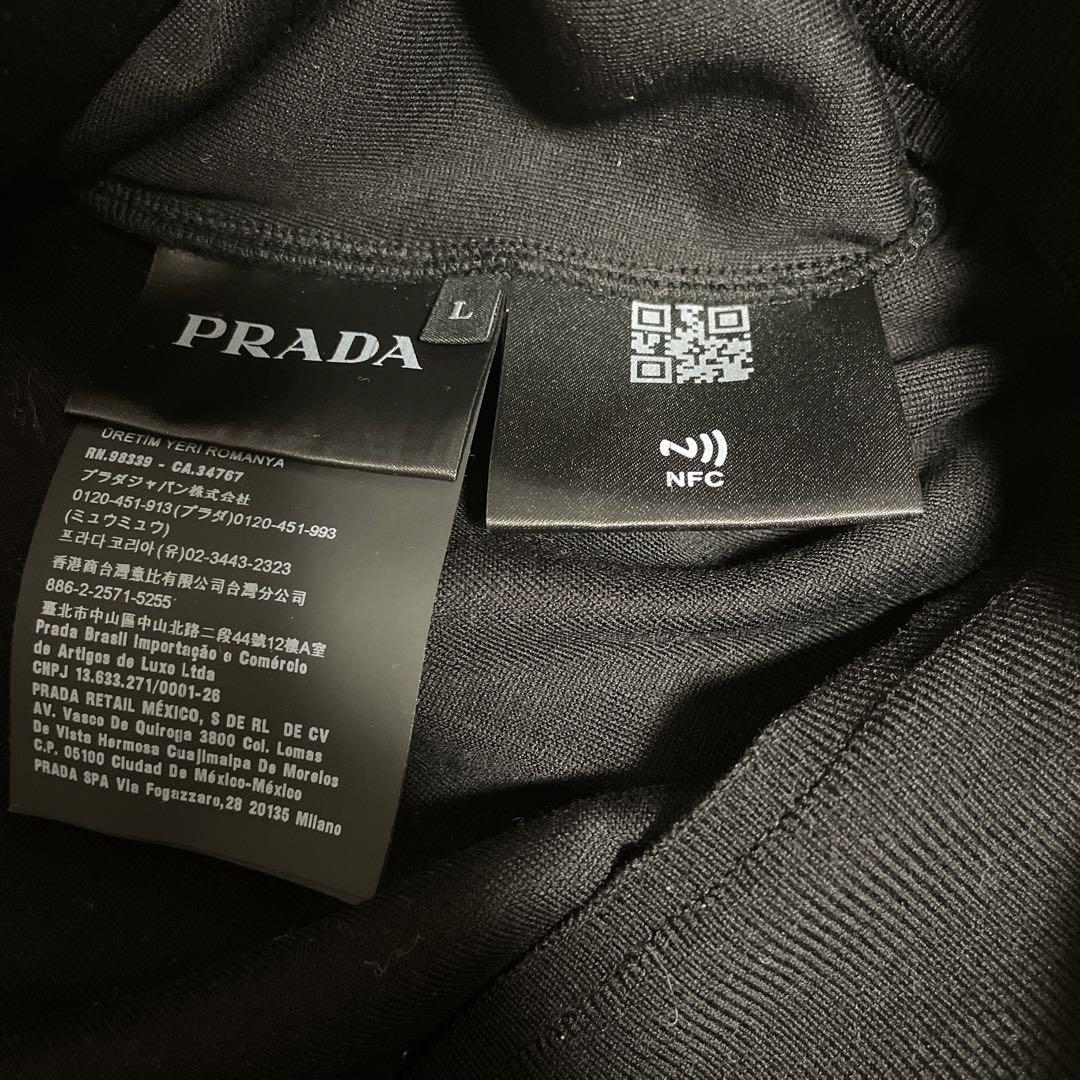 PRADA
L
NFC
ÜRETİM YERİ ROMANYA
RN.98339 - CA.34767
プラダジャパン株式会社
0120-451-913(プラダ)0120-451-993
(ミュウミュウ)
프라다코리아(유)02-3443-2323
香港商台灣意比有限公司台灣分公司
886-2-2571-5255
臺北市中山區中山北路二段44號12樓A室
Prada Brasil Importação e Comércio
de Artigos de Luxo Ltda
CNPJ 13.633.271/0001-26
PRADA RETAIL MÉXICO, S DE RL DE CV
AV. Vasco De Quiroga 3800 Col. Lomas
De Vista Hermosa Cuajimalpa De Morelos
C.P. 05100 Ciudad De México-México
PRADA SPA Via Fogazzaro,28 20135 Milano